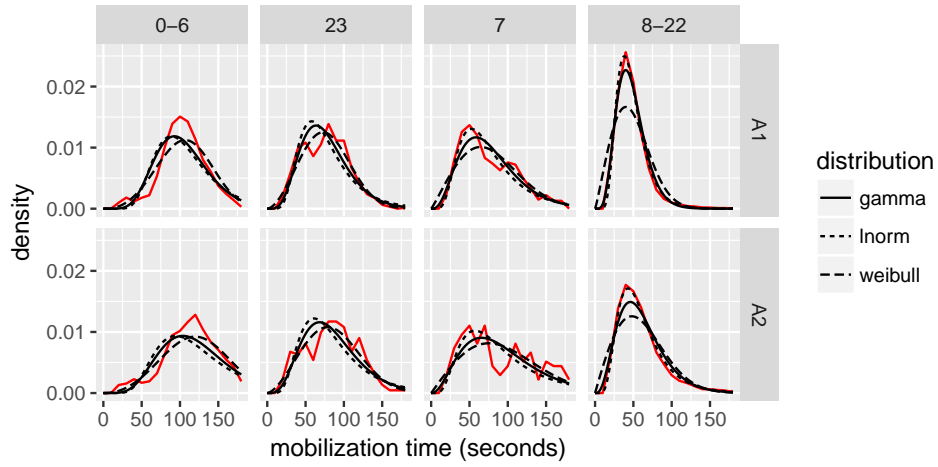 0−6 23 7 8−22
0.02
0.01
0.00
A1
0.02
0.01
0.00
A2
density
0 50 100 150 0 50 100 150 0 50 100 150 0 50 100 150
mobilization time (seconds)
distribution
gamma
lnorm
weibull